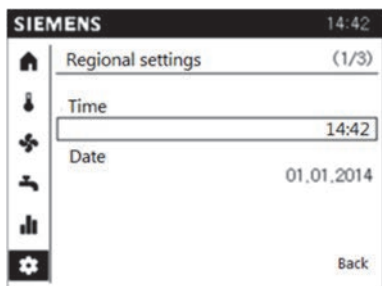 SIEMENS 14:42
Regional settings (1/3)
Time
14:42
Date
01.01.2014
Back